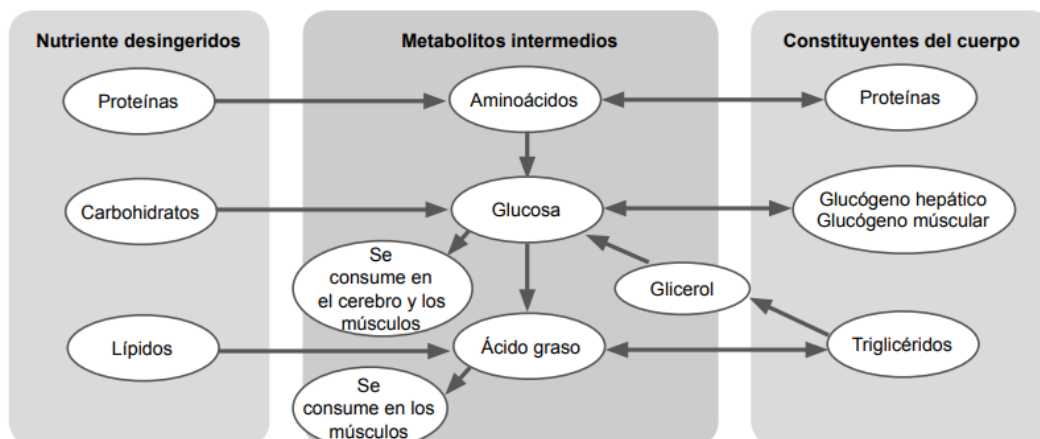 Nutriente desingeridos
Metabolitos intermedios
Constituyentes del cuerpo
Proteínas
Aminoácidos
Proteínas
Carbohidratos
Glucosa
Glucógeno hepático
Glucógeno múscular
Se
consume en
el cerebro y los
músculos
Glicerol
Lípidos
Ácido graso
Triglicéridos
Se
consume en los
músculos